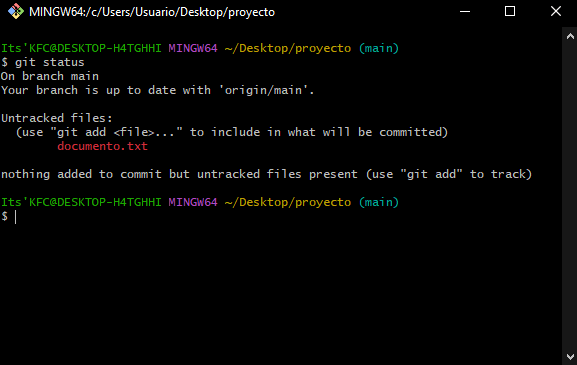 MINGW64:/c/Users/Usuario/Desktop/proyecto
Its'KFC@DESKTOP-H4TGHHI MINGW64 ~/Desktop/proyecto (main)
$ git status
On branch main
Your branch is up to date with 'origin/main'.
Untracked files:
  (use "git add <file>..." to include in what will be committed)
        documento.txt
nothing added to commit but untracked files present (use "git add" to track)
Its'KFC@DESKTOP-H4TGHHI MINGW64 ~/Desktop/proyecto (main)
$